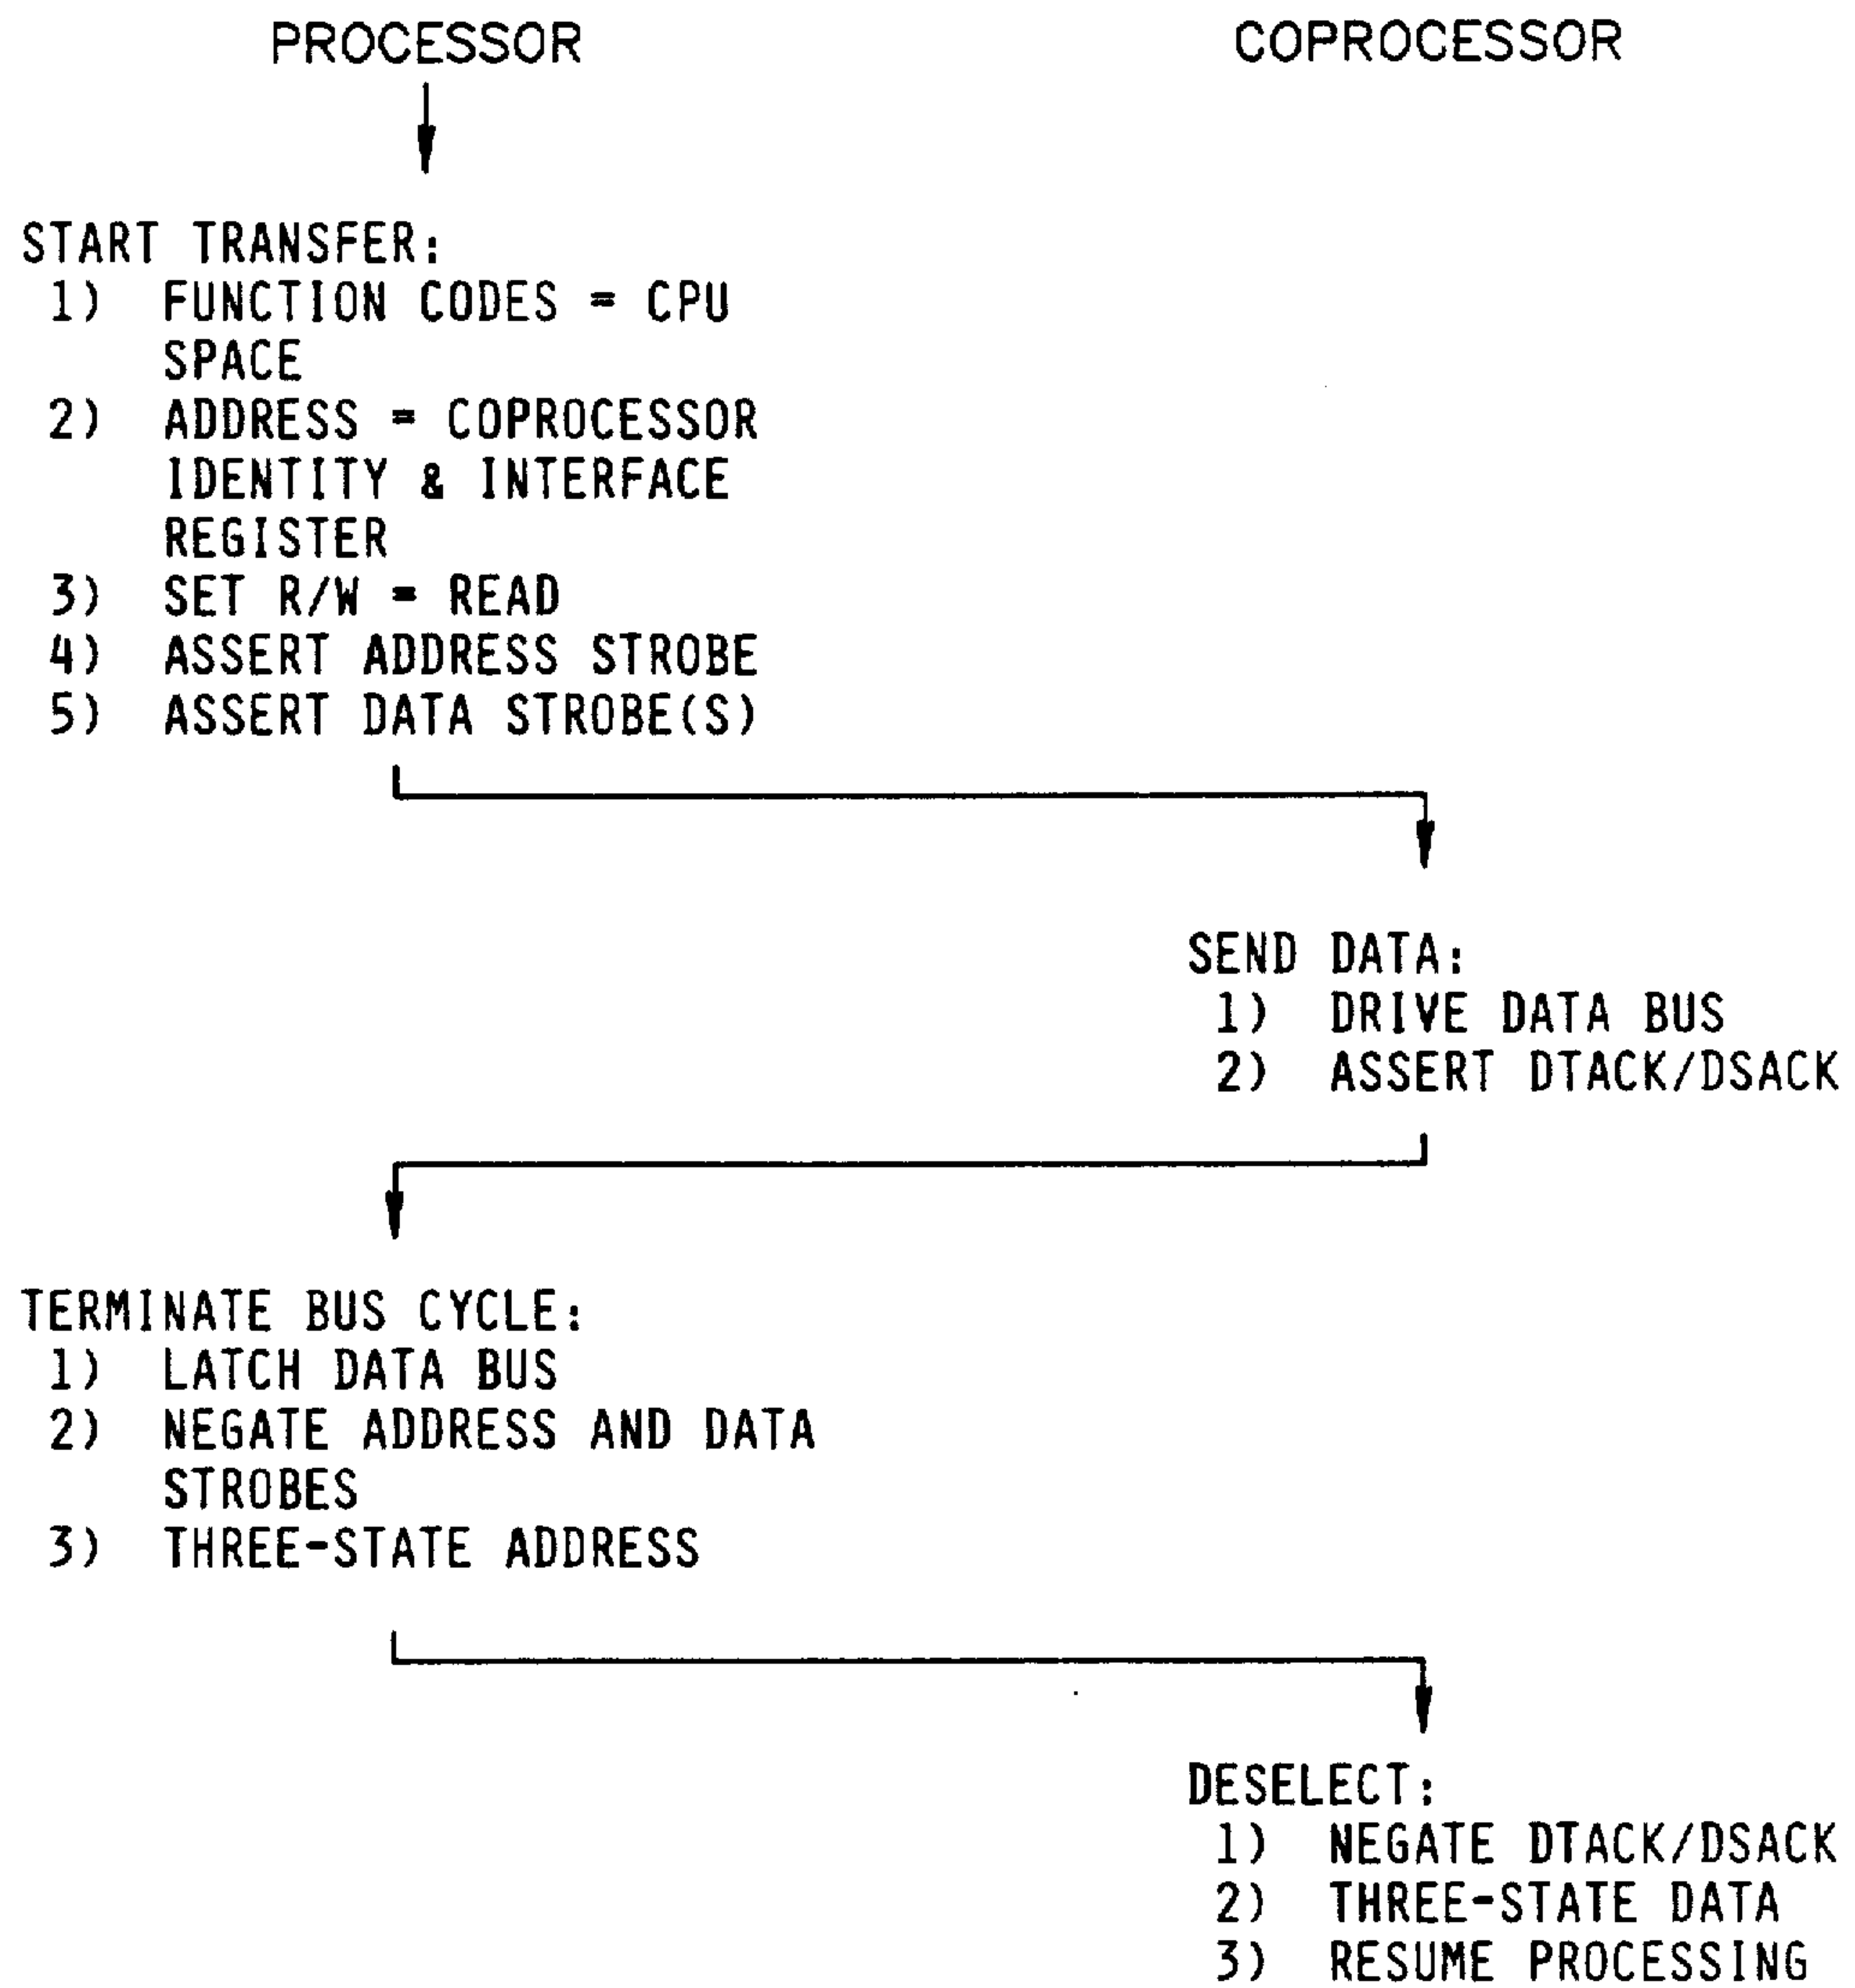 PROCESSOR
COPROCESSOR
START TRANSFER:
1) FUNCTION CODES = CPU
SPACE
2) ADDRESS = COPROCESSOR
IDENTITY & INTERFACE
REGISTER
3) SET R/W = READ
4) ASSERT ADDRESS STROBE
5) ASSERT DATA STROBE(S)
SEND DATA:
1) DRIVE DATA BUS
2) ASSERT DTACK/DSACK
TERMINATE BUS CYCLE:
1) LATCH DATA BUS
2) NEGATE ADDRESS AND DATA
STROBES
3) THREE-STATE ADDRESS
DESELECT:
1) NEGATE DTACK/DSACK
2) THREE-STATE DATA
3) RESUME PROCESSING